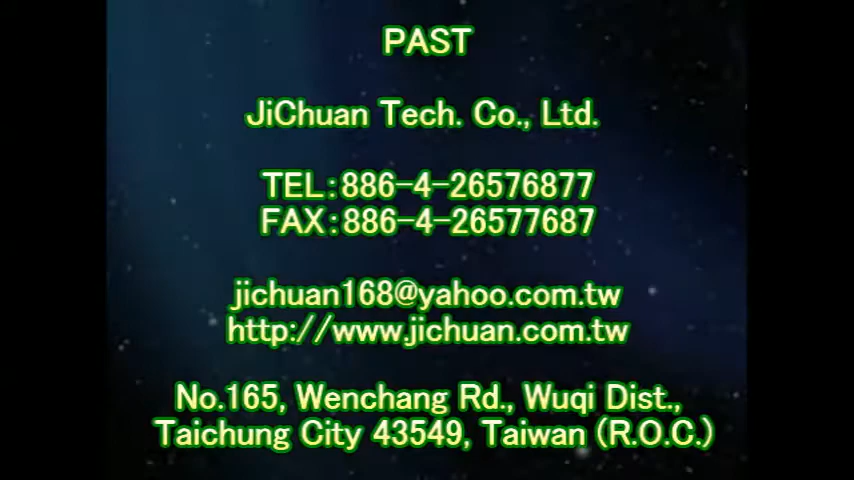 PAST
JiChuan Tech. Co., Ltd.
TEL:886-4-26576877
FAX:886-4-26577687
jichuan168@yahoo.com.tw
http://www.jichuan.com.tw
No.165, Wenchang Rd., Wuqi Dist.,
Taichung City 43549, Taiwan (R.O.C.)